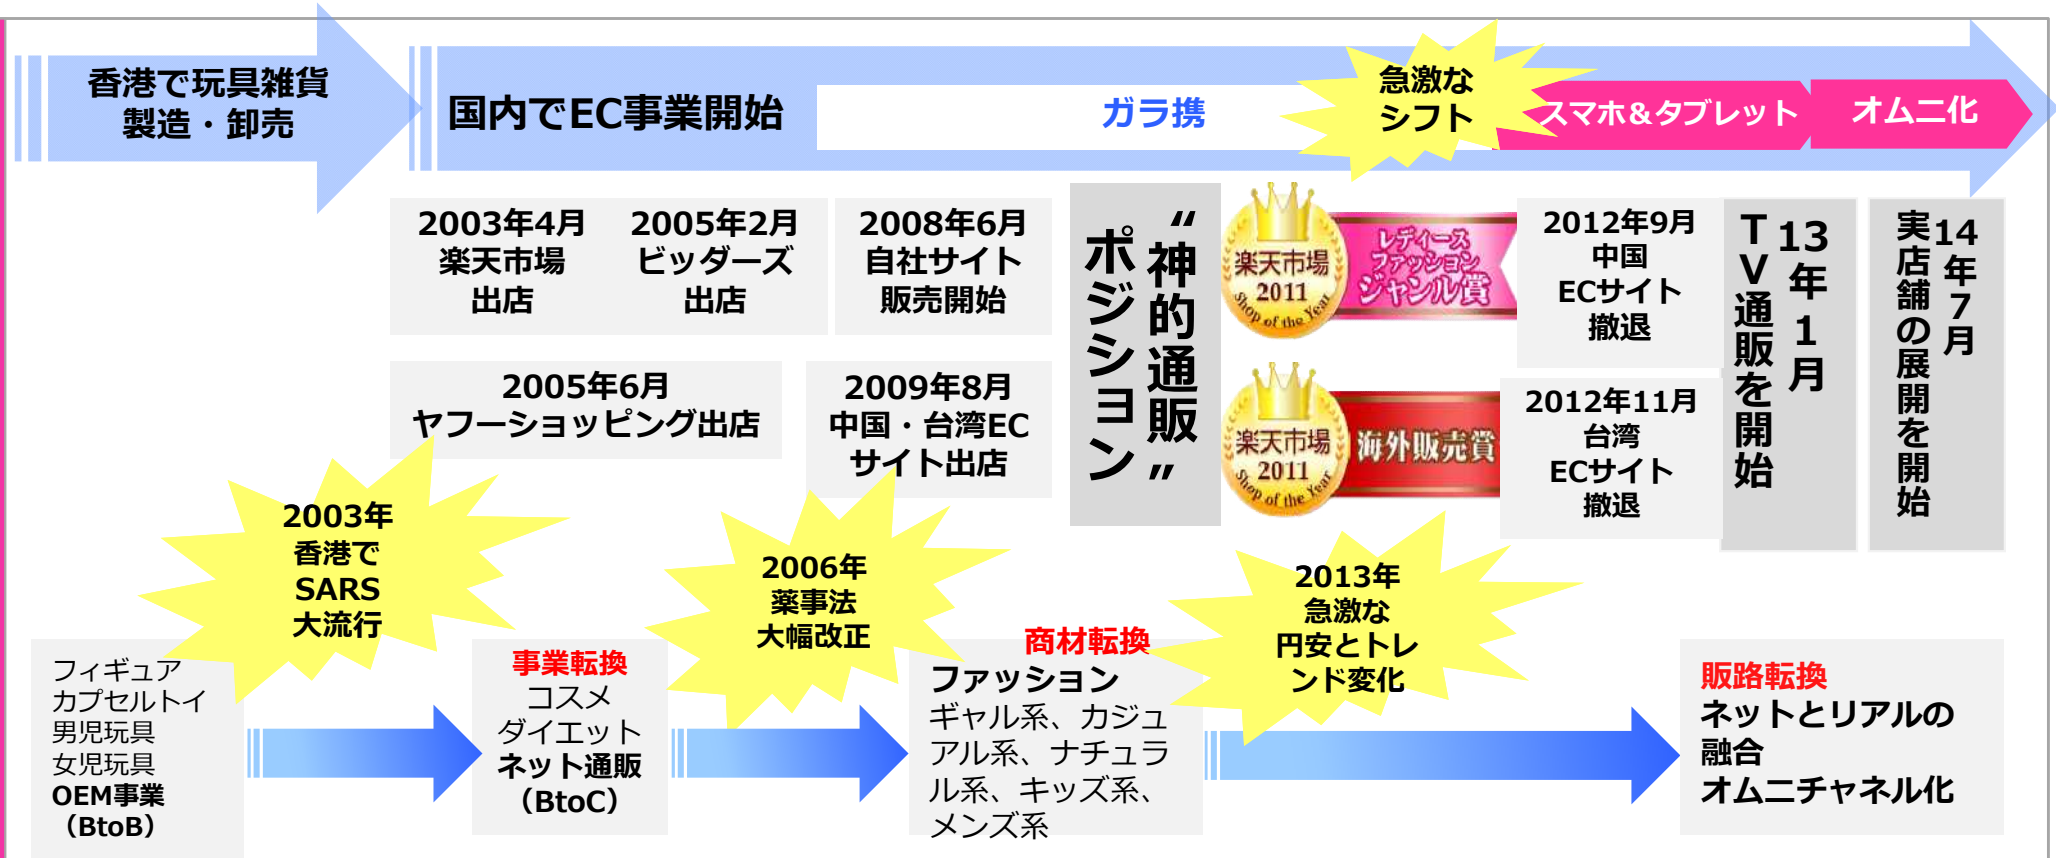 香港で玩具雑貨
製造・卸売
国内でEC事業開始
ガラ携
急激な
シフト
スマホ&タブレット
オムニ化
2003年4月
楽天市場
出店
2005年2月
ビッダーズ
出店
2008年6月
自社サイト
販売開始
2005年6月
ヤフーショッピング出店
2009年8月
中国・台湾EC
サイト出店
“神的通販”
ポジション
楽天市場
2011
Shop of the Year
レディース
ファッション
ジャンル賞
楽天市場
2011
Shop of the Year
海外販売賞
2012年9月
中国
ECサイト
撤退
2012年11月
台湾
ECサイト
撤退
13年1月
TV通販を開始
14年7月
実店舗の展開を開始
2003年
香港で
SARS
大流行
2006年
薬事法
大幅改正
2013年
急激な
円安とトレ
ンド変化
フィギュア
カプセルトイ
男児玩具
女児玩具
OEM事業
（BtoB）
事業転換
コスメ
ダイエット
ネット通販
（BtoC）
商材転換
ファッション
ギャル系、カジュ
アル系、ナチュラ
ル系、キッズ系、
メンズ系
販路転換
ネットとリアルの
融合
オムニチャネル化